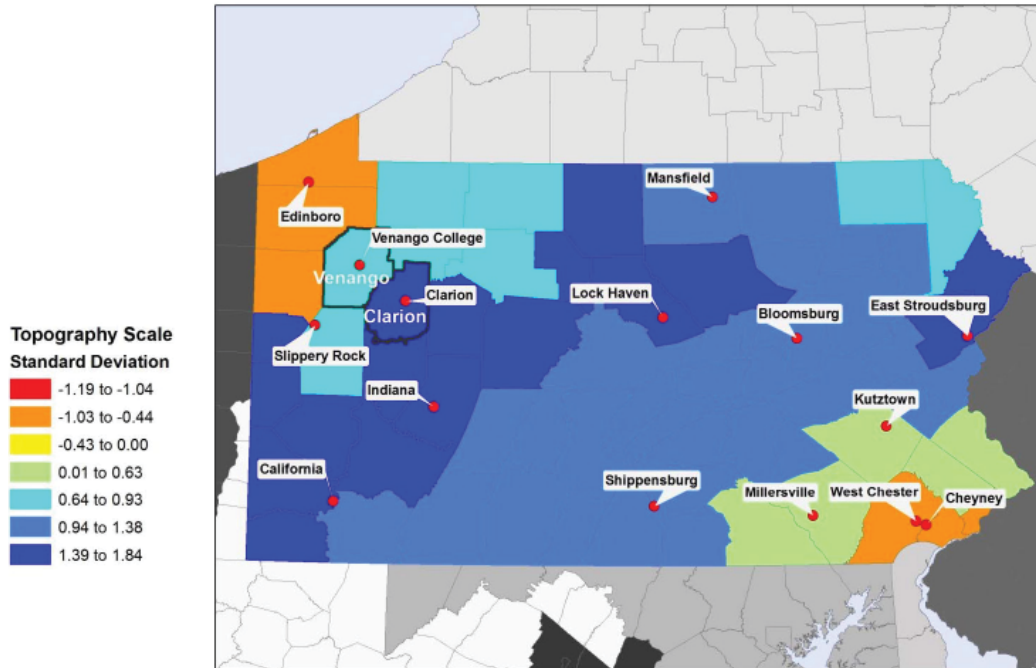 Mansfield
Edinboro
Venango College
Venango
Clarion
Clarion
Lock Haven
East Stroudsburg
Bloomsburg
Slippery Rock
Indiana
Kutztown
California
Shippensburg
Millersville
West Chester
Cheyney
Topography Scale
Standard Deviation
-1.19 to -1.04
-1.03 to -0.44
-0.43 to 0.00
0.01 to 0.63
0.64 to 0.93
0.94 to 1.38
1.39 to 1.84